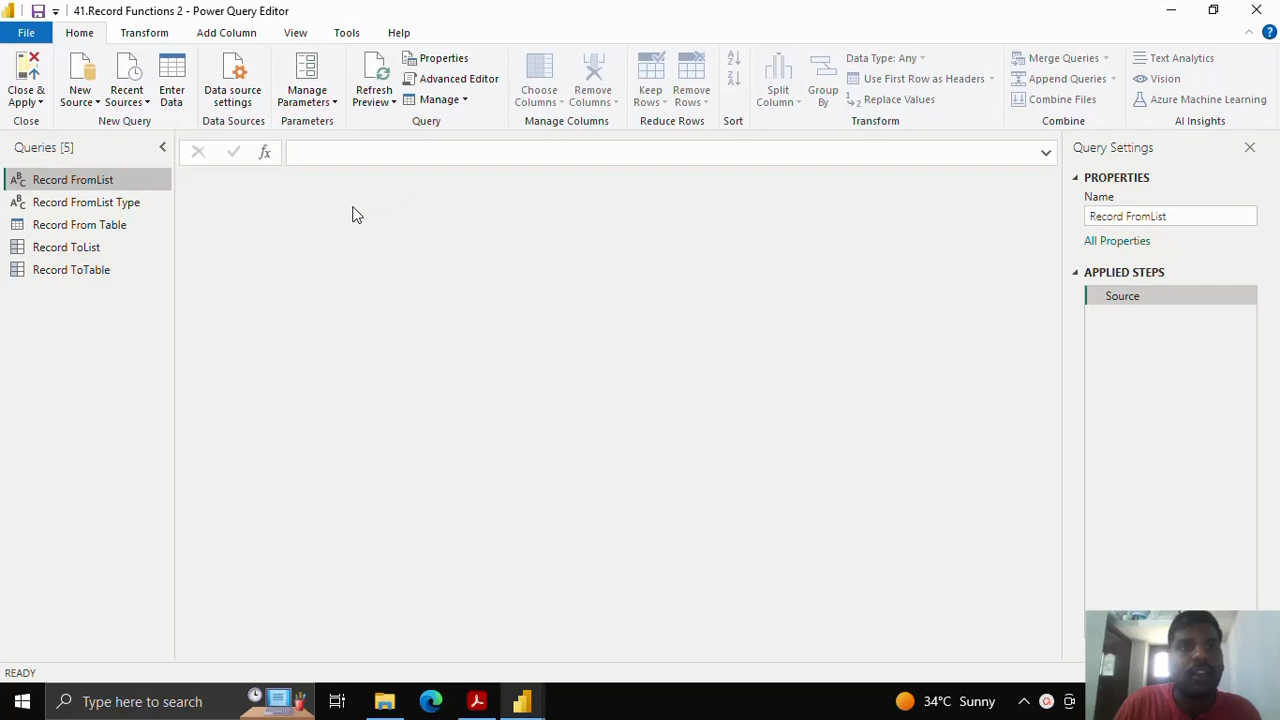 41.Record Functions 2 - Power Query Editor
File Home Transform Add Column View Tools Help
Close & Apply
New Source
Recent Sources
Enter Data
Data source settings
Manage Parameters
Refresh Preview
Properties
Advanced Editor
Manage
Choose Columns
Remove Columns
Keep Rows
Remove Rows
Split Column
Group By
Data Type: Any
Use First Row as Headers
Replace Values
Merge Queries
Append Queries
Combine Files
Text Analytics
Vision
Azure Machine Learning
Close New Query Data Sources Parameters Query Manage Columns Reduce Rows Sort Transform Combine AI Insights
Queries [5]
Record FromList
Record FromList Type
Record From Table
Record ToList
Record ToTable
fx
Query Settings
PROPERTIES
Name
Record FromList
All Properties
APPLIED STEPS
Source
READY
Type here to search
34°C Sunny